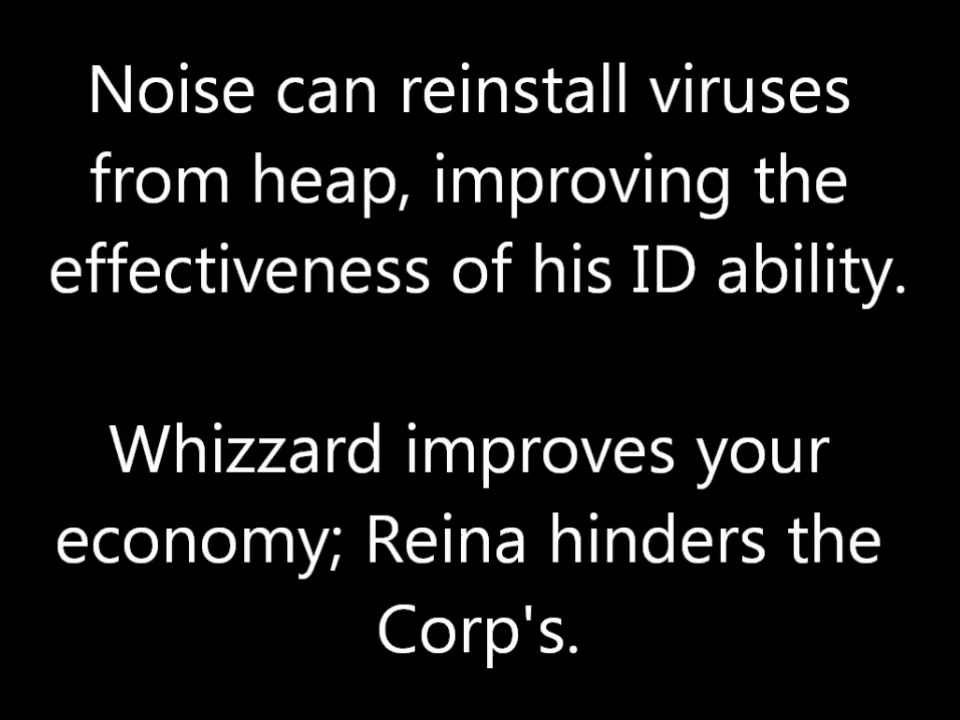 Noise can reinstall viruses
from heap, improving the
effectiveness of his ID ability.
Whizzard improves your
economy; Reina hinders the
Corp's.